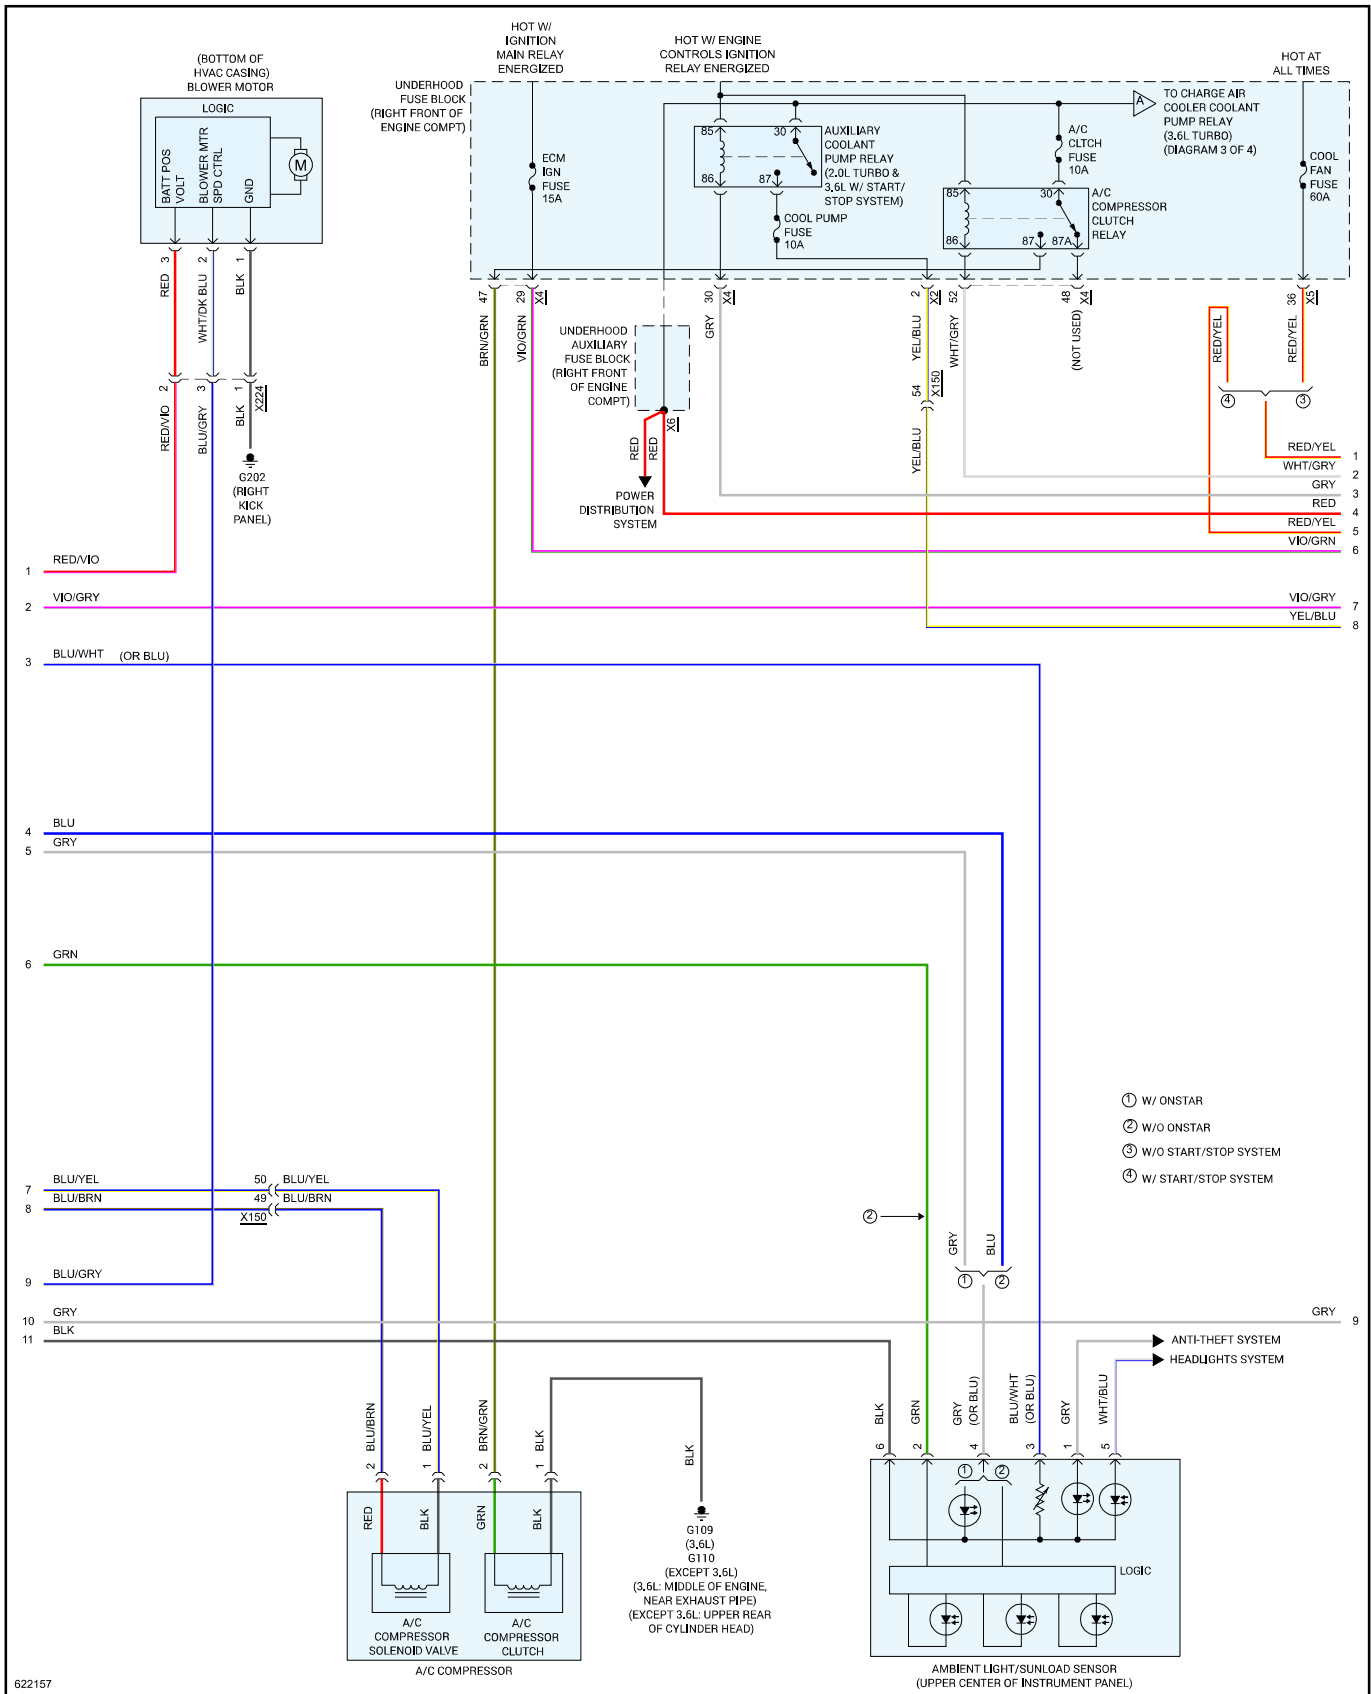 (BOTTOM OF
HVAC CASING)
BLOWER MOTOR
LOGIC
BATT POS
VOLT
BLOWER MTR
SPD CTRL
GND
M
3
2
1
RED
WHT/DK BLU
BLK
2
3
1
X224
RED/VIO
BLU/GRY
BLK
G202
(RIGHT
KICK
PANEL)
HOT W/
IGNITION
MAIN RELAY
ENERGIZED
HOT W/ ENGINE
CONTROLS IGNITION
RELAY ENERGIZED
HOT AT
ALL TIMES
UNDERHOOD
FUSE BLOCK
(RIGHT FRONT OF
ENGINE COMPT)
ECM
IGN
FUSE
15A
85
30
86
87
AUXILIARY
COOLANT
PUMP RELAY
(2.0L TURBO &
3.6L W/ START/
STOP SYSTEM)
COOL PUMP
FUSE
10A
A/C
CLTCH
FUSE
10A
A
TO CHARGE AIR
COOLER COOLANT
PUMP RELAY
(3.6L TURBO)
(DIAGRAM 3 OF 4)
85
30
86
87
87A
A/C
COMPRESSOR
CLUTCH
RELAY
COOL
FAN
FUSE
60A
47
29
X4
30
X4
2
X2
52
48
X4
36
X5
BRN/GRN
VIO/GRN
GRY
YEL/BLU
WHT/GRY
(NOT USED)
RED/YEL
RED/YEL
UNDERHOOD
AUXILIARY
FUSE BLOCK
(RIGHT FRONT
OF ENGINE
COMPT)
X6
RED
RED
POWER
DISTRIBUTION
SYSTEM
54
X150
YEL/BLU
4
3
RED/YEL 1
WHT/GRY 2
GRY 3
RED 4
RED/YEL 5
VIO/GRN 6
VIO/GRY 7
YEL/BLU 8
1 RED/VIO
2 VIO/GRY
3 BLU/WHT (OR BLU)
4 BLU
5 GRY
6 GRN
1 W/ ONSTAR
2 W/O ONSTAR
3 W/O START/STOP SYSTEM
4 W/ START/STOP SYSTEM
7 BLU/YEL 50 BLU/YEL
8 BLU/BRN 49 BLU/BRN
X150
2
GRY
BLU
1
2
9 BLU/GRY
10 GRY
GRY 9
11 BLK
ANTI-THEFT SYSTEM
HEADLIGHTS SYSTEM
BLU/BRN
BLU/YEL
BRN/GRN
BLK
BLK
2
1
2
1
RED
BLK
GRN
BLK
A/C
COMPRESSOR
SOLENOID VALVE
A/C
COMPRESSOR
CLUTCH
A/C COMPRESSOR
G109
(3.6L)
G110
(EXCEPT 3.6L)
(3.6L: MIDDLE OF ENGINE,
NEAR EXHAUST PIPE)
(EXCEPT 3.6L: UPPER REAR
OF CYLINDER HEAD)
BLK
GRN
GRY
(OR BLU)
BLU/WHT
(OR BLU)
GRY
WHT/BLU
6
2
4
3
1
5
1
2
LOGIC
AMBIENT LIGHT/SUNLOAD SENSOR
(UPPER CENTER OF INSTRUMENT PANEL)
622157